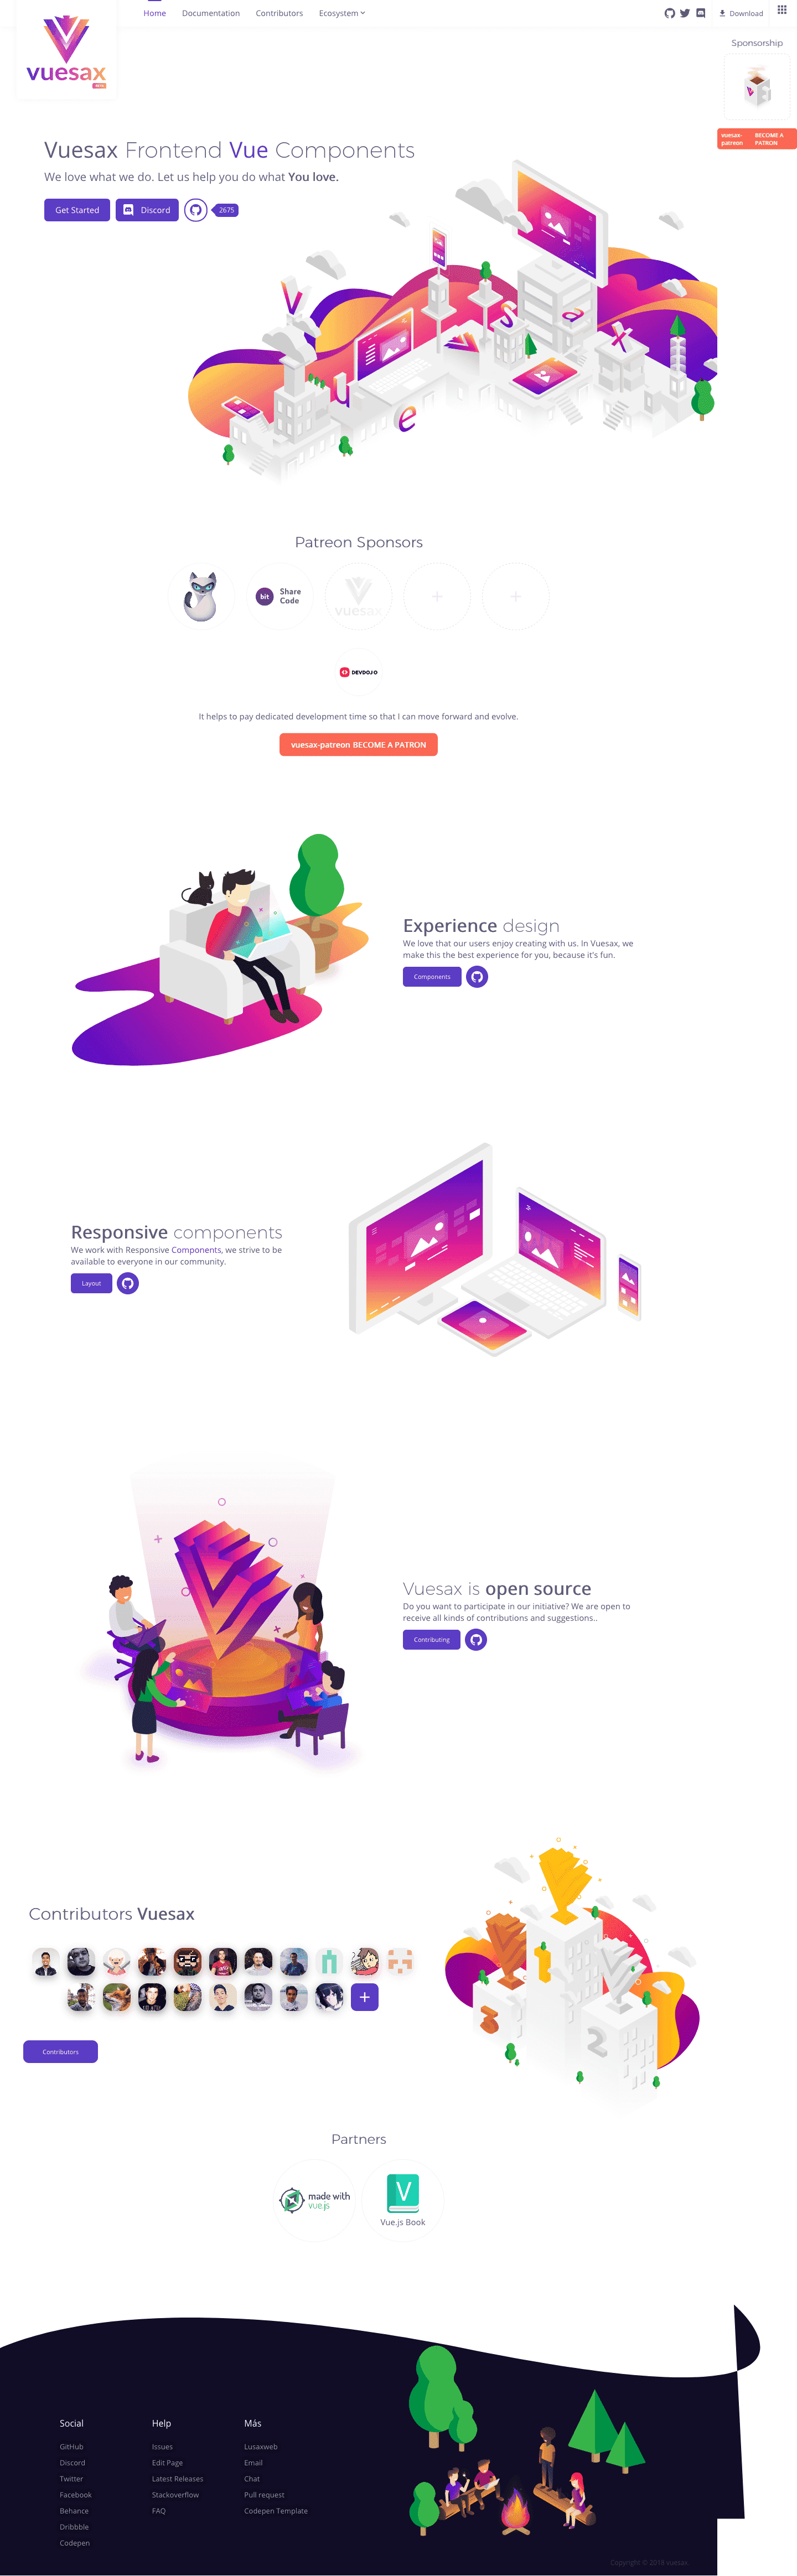 vuesax
BETA
Home
Documentation
Contributors
Ecosystem
Download
Sponsorship
vuesax-
patreon
BECOME A
PATRON
Vuesax Frontend Vue Components
We love what we do. Let us help you do what You love.
Get Started
Discord
2675
V
u
e
V
s
a
x
Patreon Sponsors
bit
Share
Code
vuesax
+
+
DEVDOJO
It helps to pay dedicated development time so that I can move forward and evolve.
vuesax-patreon BECOME A PATRON
Experience design
We love that our users enjoy creating with us. In Vuesax, we
make this the best experience for you, because it's fun.
Components
Responsive components
We work with Responsive Components, we strive to be
available to everyone in our community.
Layout
Vuesax is open source
Do you want to participate in our initiative? We are open to
receive all kinds of contributions and suggestions..
Contributing
Contributors Vuesax
+
Contributors
1
2
3
Partners
made with
vue.js
V
Vue.js Book
Social
GitHub
Discord
Twitter
Facebook
Behance
Dribbble
Codepen
Help
Issues
Edit Page
Latest Releases
Stackoverflow
FAQ
Más
Lusaxweb
Email
Chat
Pull request
Codepen Template
Copyright © 2019 vuesax